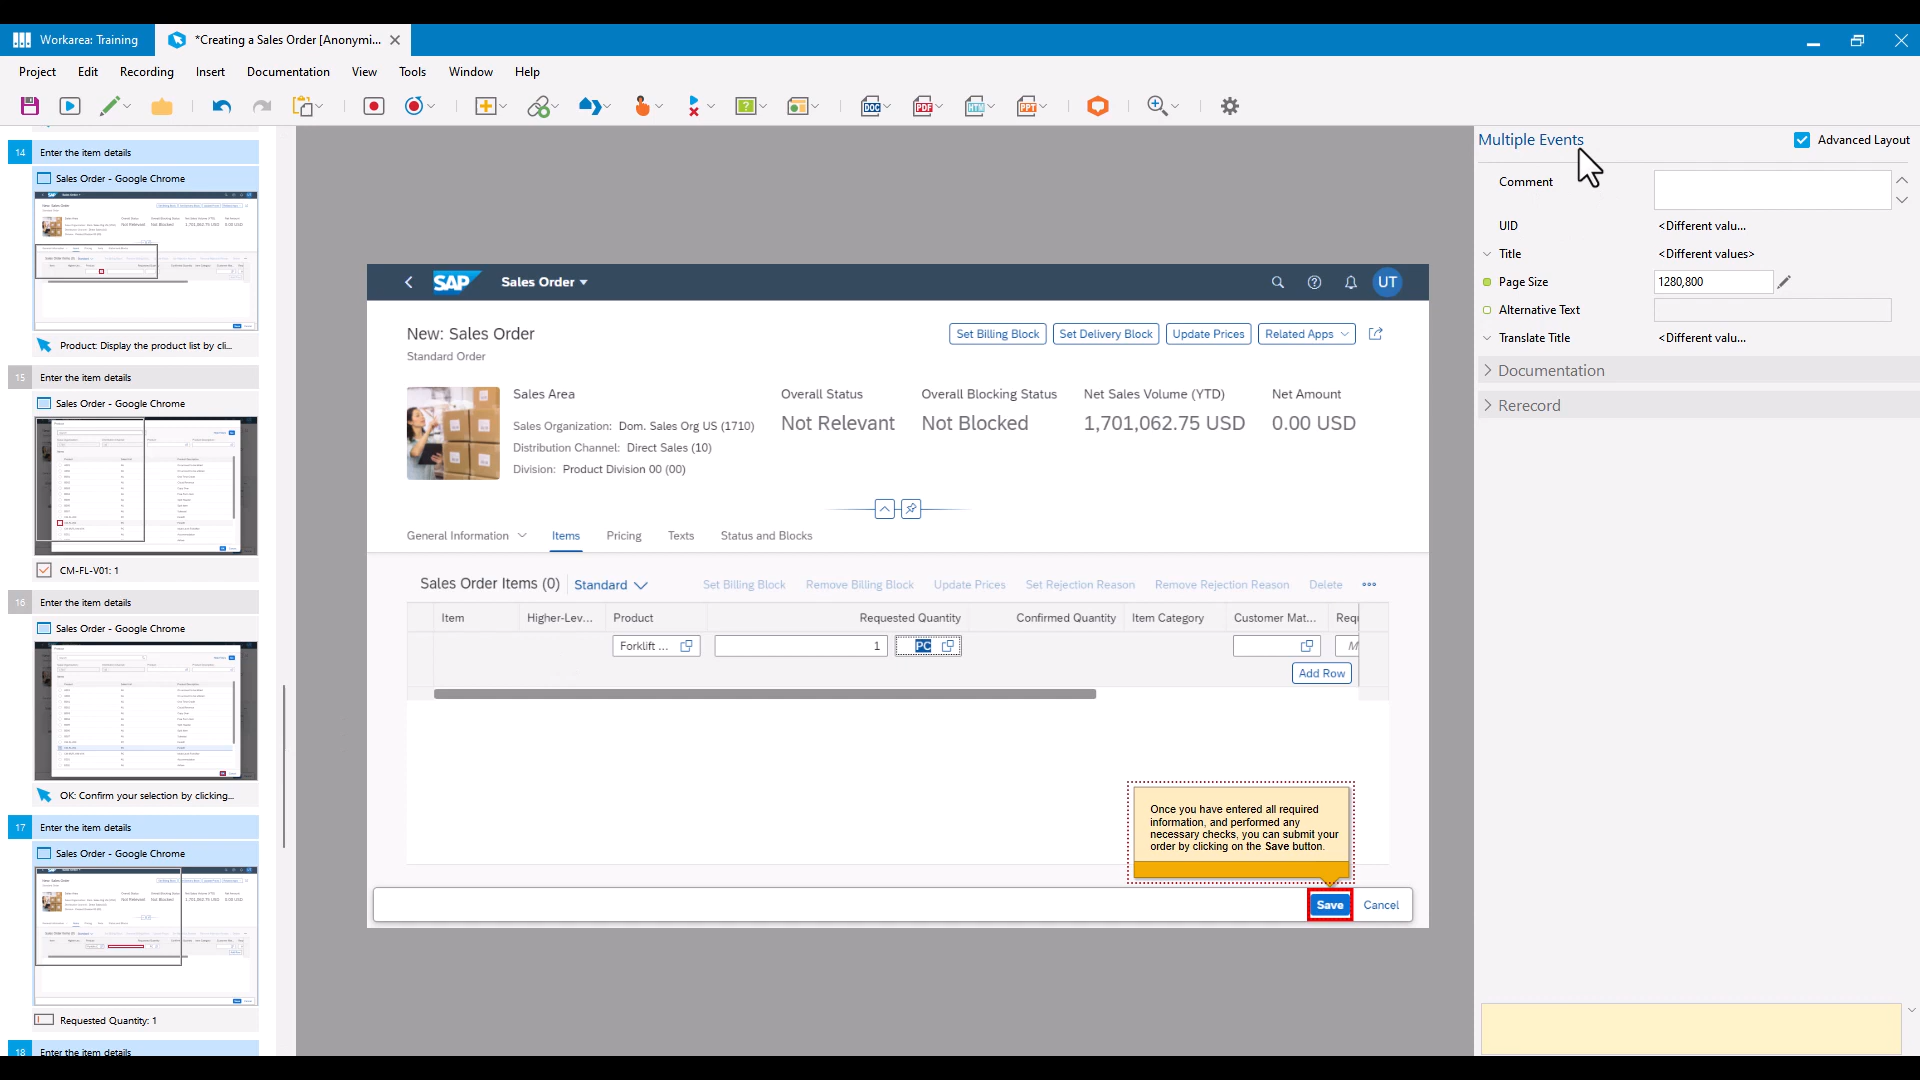 Workarea: Training
*Creating a Sales Order [Anonymi...
Project Edit Recording Insert Documentation View Tools Window Help
DOC PDF HTM PPT
14 Enter the item details
Sales Order - Google Chrome
Product: Display the product list by cli...
15 Enter the item details
Sales Order - Google Chrome
CM-FL-V01: 1
16 Enter the item details
Sales Order - Google Chrome
OK: Confirm your selection by clicking...
17 Enter the item details
Sales Order - Google Chrome
Requested Quantity: 1
18 Enter the item details
SAP Sales Order UT
New: Sales Order
Standard Order
Set Billing Block Set Delivery Block Update Prices Related Apps
Sales Area
Sales Organization: Dom. Sales Org US (1710)
Distribution Channel: Direct Sales (10)
Division: Product Division 00 (00)
Overall Status
Not Relevant
Overall Blocking Status
Not Blocked
Net Sales Volume (YTD)
1,701,062.75 USD
Net Amount
0.00 USD
General Information Items Pricing Texts Status and Blocks
Sales Order Items (0) Standard Set Billing Block Remove Billing Block Update Prices Set Rejection Reason Remove Rejection Reason Delete
Item Higher-Lev... Product Requested Quantity Confirmed Quantity Item Category Customer Mat... Requ
Forklift ... 1 PC M
Add Row
Once you have entered all required
information, and performed any
necessary checks, you can submit your
order by clicking on the Save button.
Save Cancel
Multiple Events Advanced Layout
Comment
UID <Different valu...
Title <Different values>
Page Size 1280,800
Alternative Text
Translate Title <Different valu...
Documentation
Rerecord